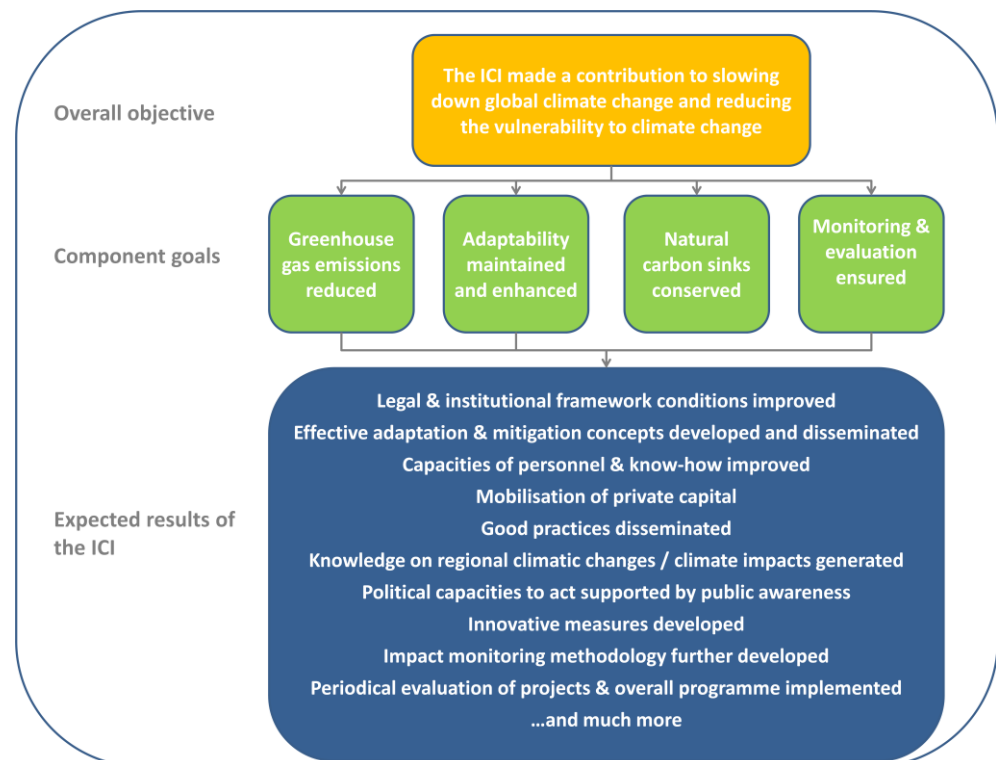 Overall objective
The ICI made a contribution to slowing
down global climate change and reducing
the vulnerability to climate change
Component goals
Greenhouse
gas emissions
reduced
Adaptability
maintained
and enhanced
Natural
carbon sinks
conserved
Monitoring &
evaluation
ensured
Expected results of
the ICI
Legal & institutional framework conditions improved
Effective adaptation & mitigation concepts developed and disseminated
Capacities of personnel & know-how improved
Mobilisation of private capital
Good practices disseminated
Knowledge on regional climatic changes / climate impacts generated
Political capacities to act supported by public awareness
Innovative measures developed
Impact monitoring methodology further developed
Periodical evaluation of projects & overall programme implemented
…and much more